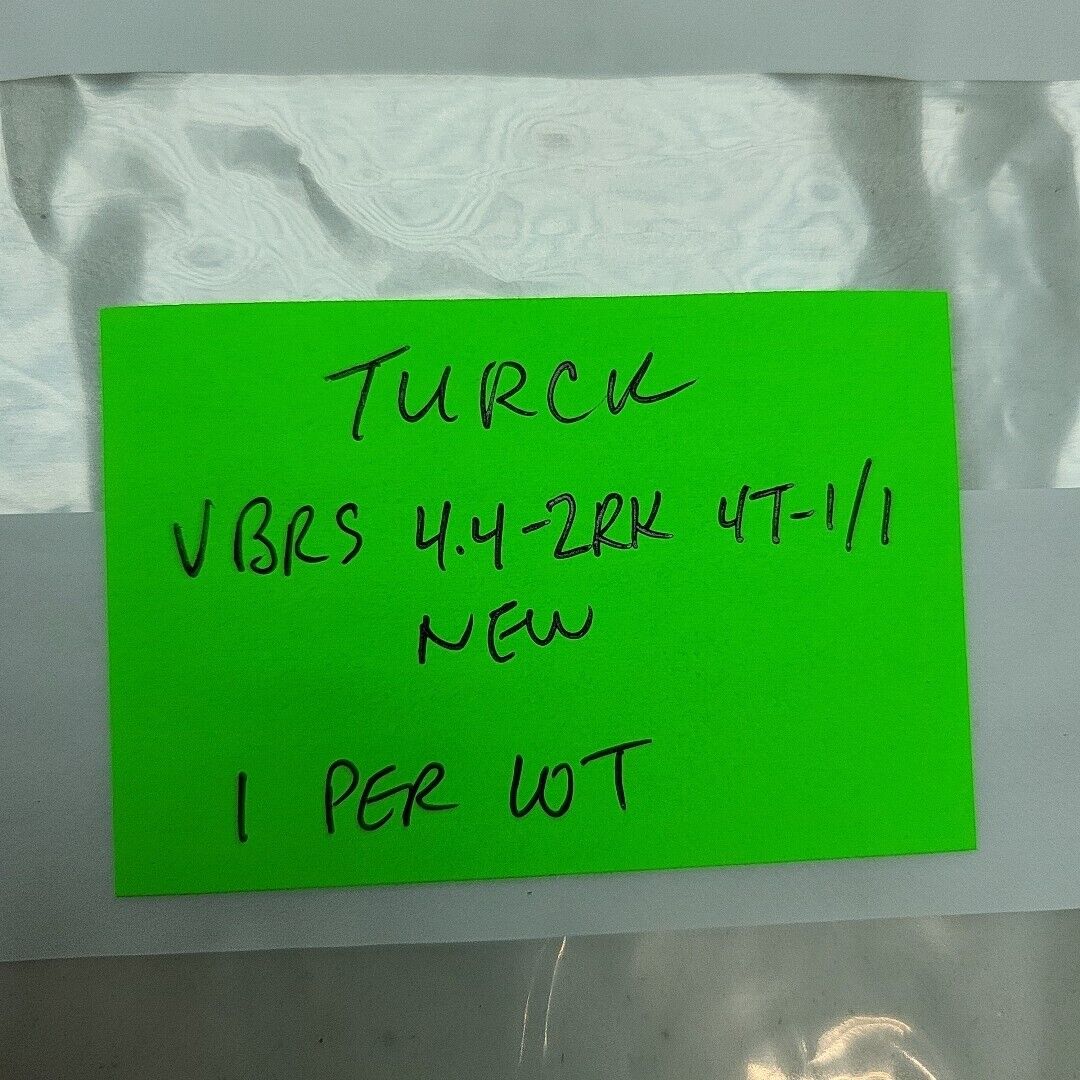 TURCK
VBRS 4.4-2RK 4T-1/1
NEW
1 PER LOT